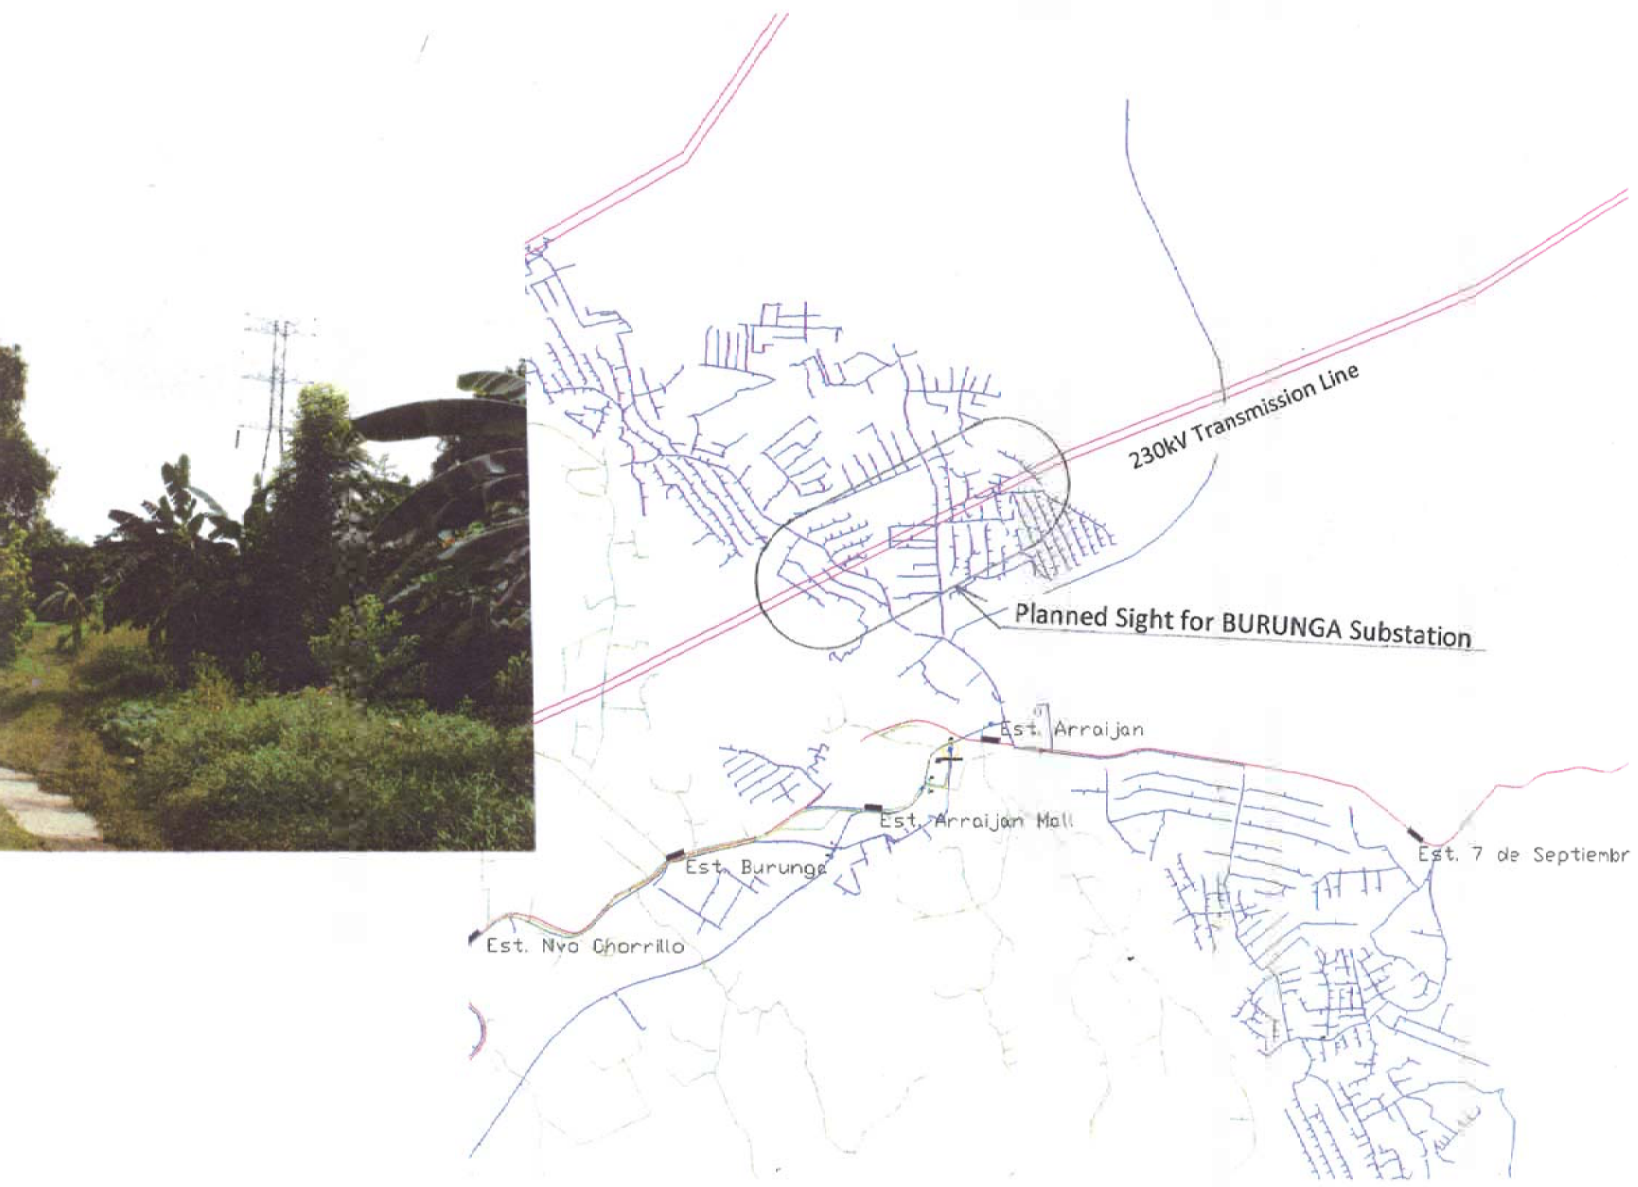 230kV Transmission Line
Planned Sight for BURUNGA Substation
Est. Arraijan
Est. Arraijan Mall
Est. Burunga
Est. 7 de Septiembr
Est. Nvo Chorrillo